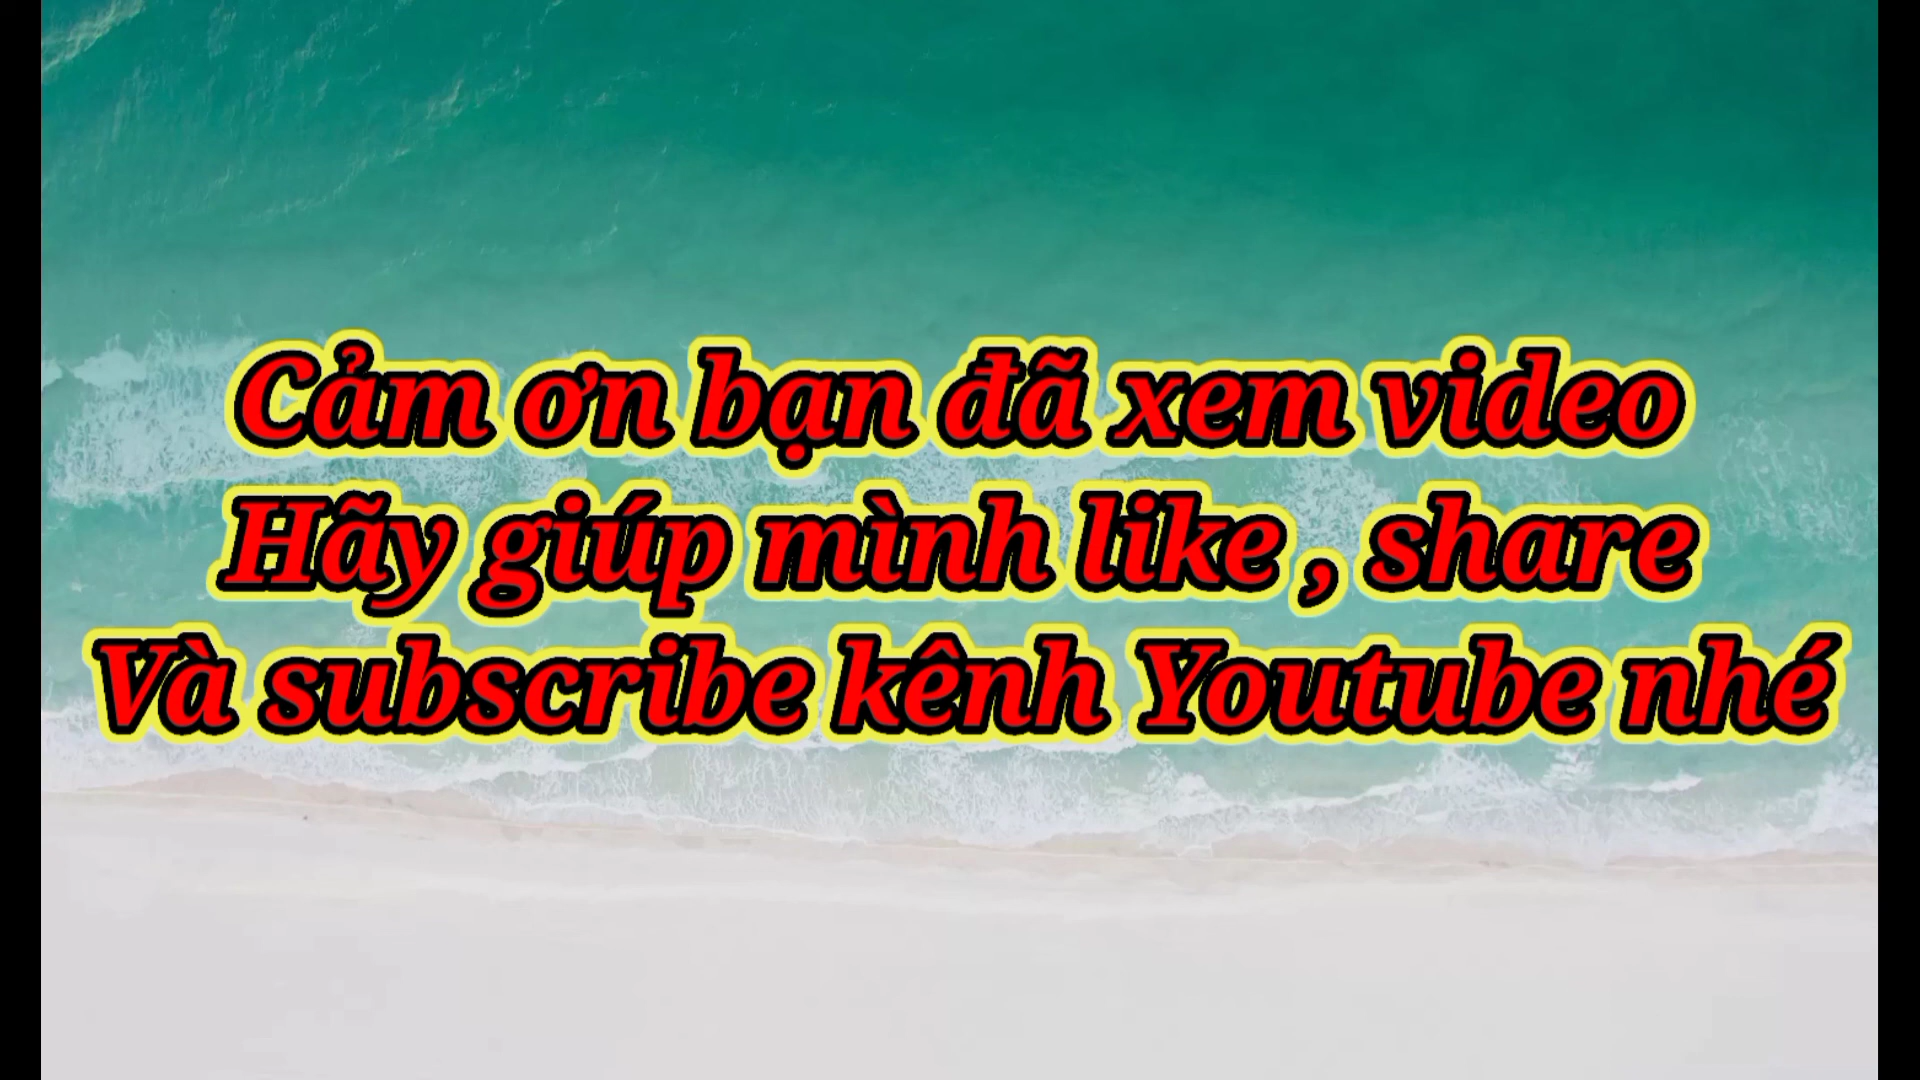 Cảm ơn bạn đã xem video
Hãy giúp mình like , share
Và subscribe kênh Youtube nhé